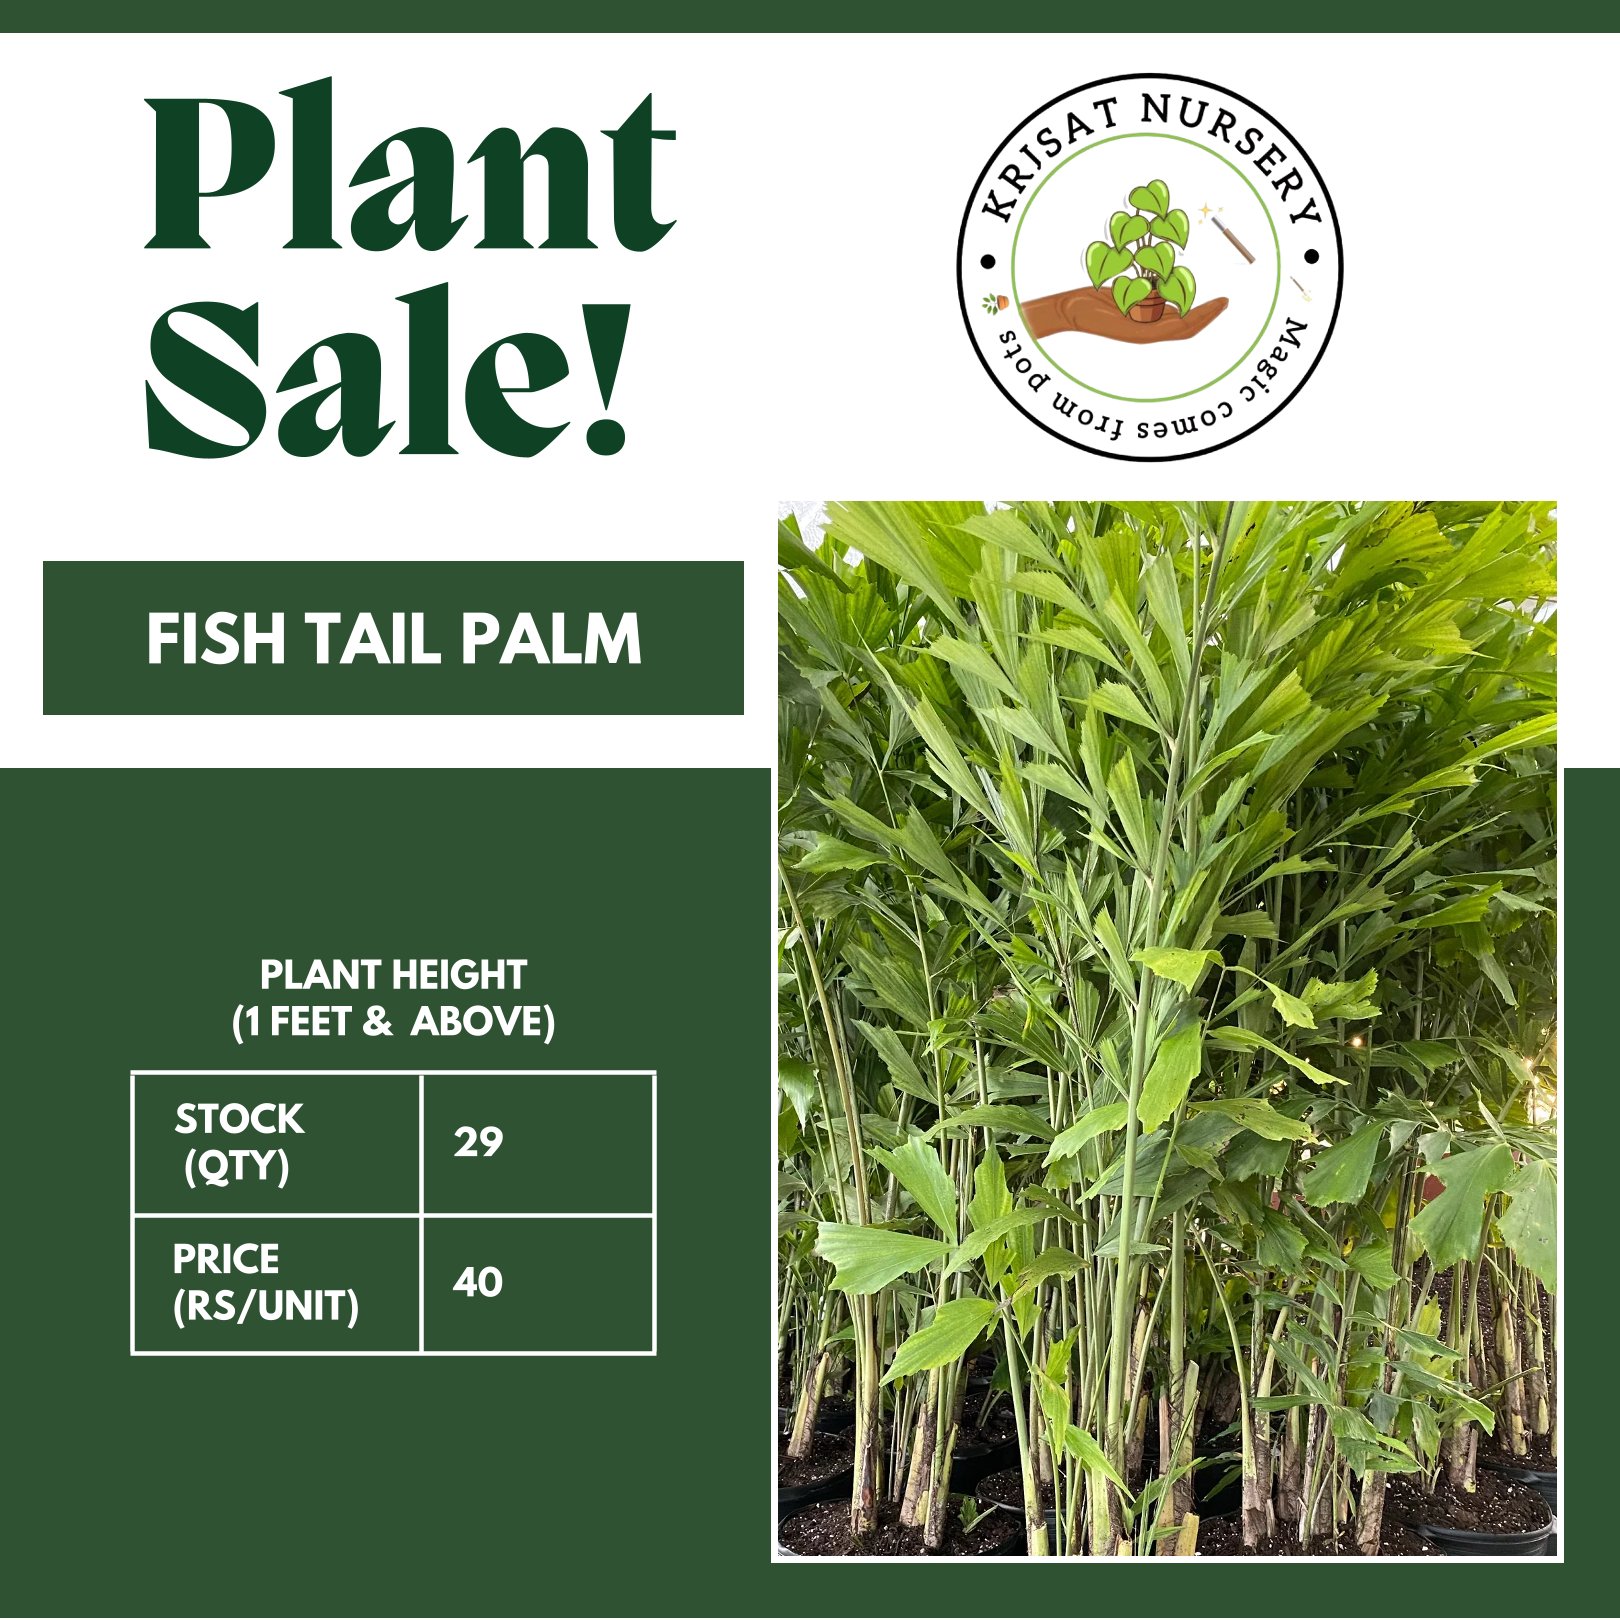 Plant
Sale!
KRJSAT NURSERY
Magic comes from pots
FISH TAIL PALM
PLANT HEIGHT
(1 FEET & ABOVE)
STOCK
(QTY)
29
PRICE
(RS/UNIT)
40